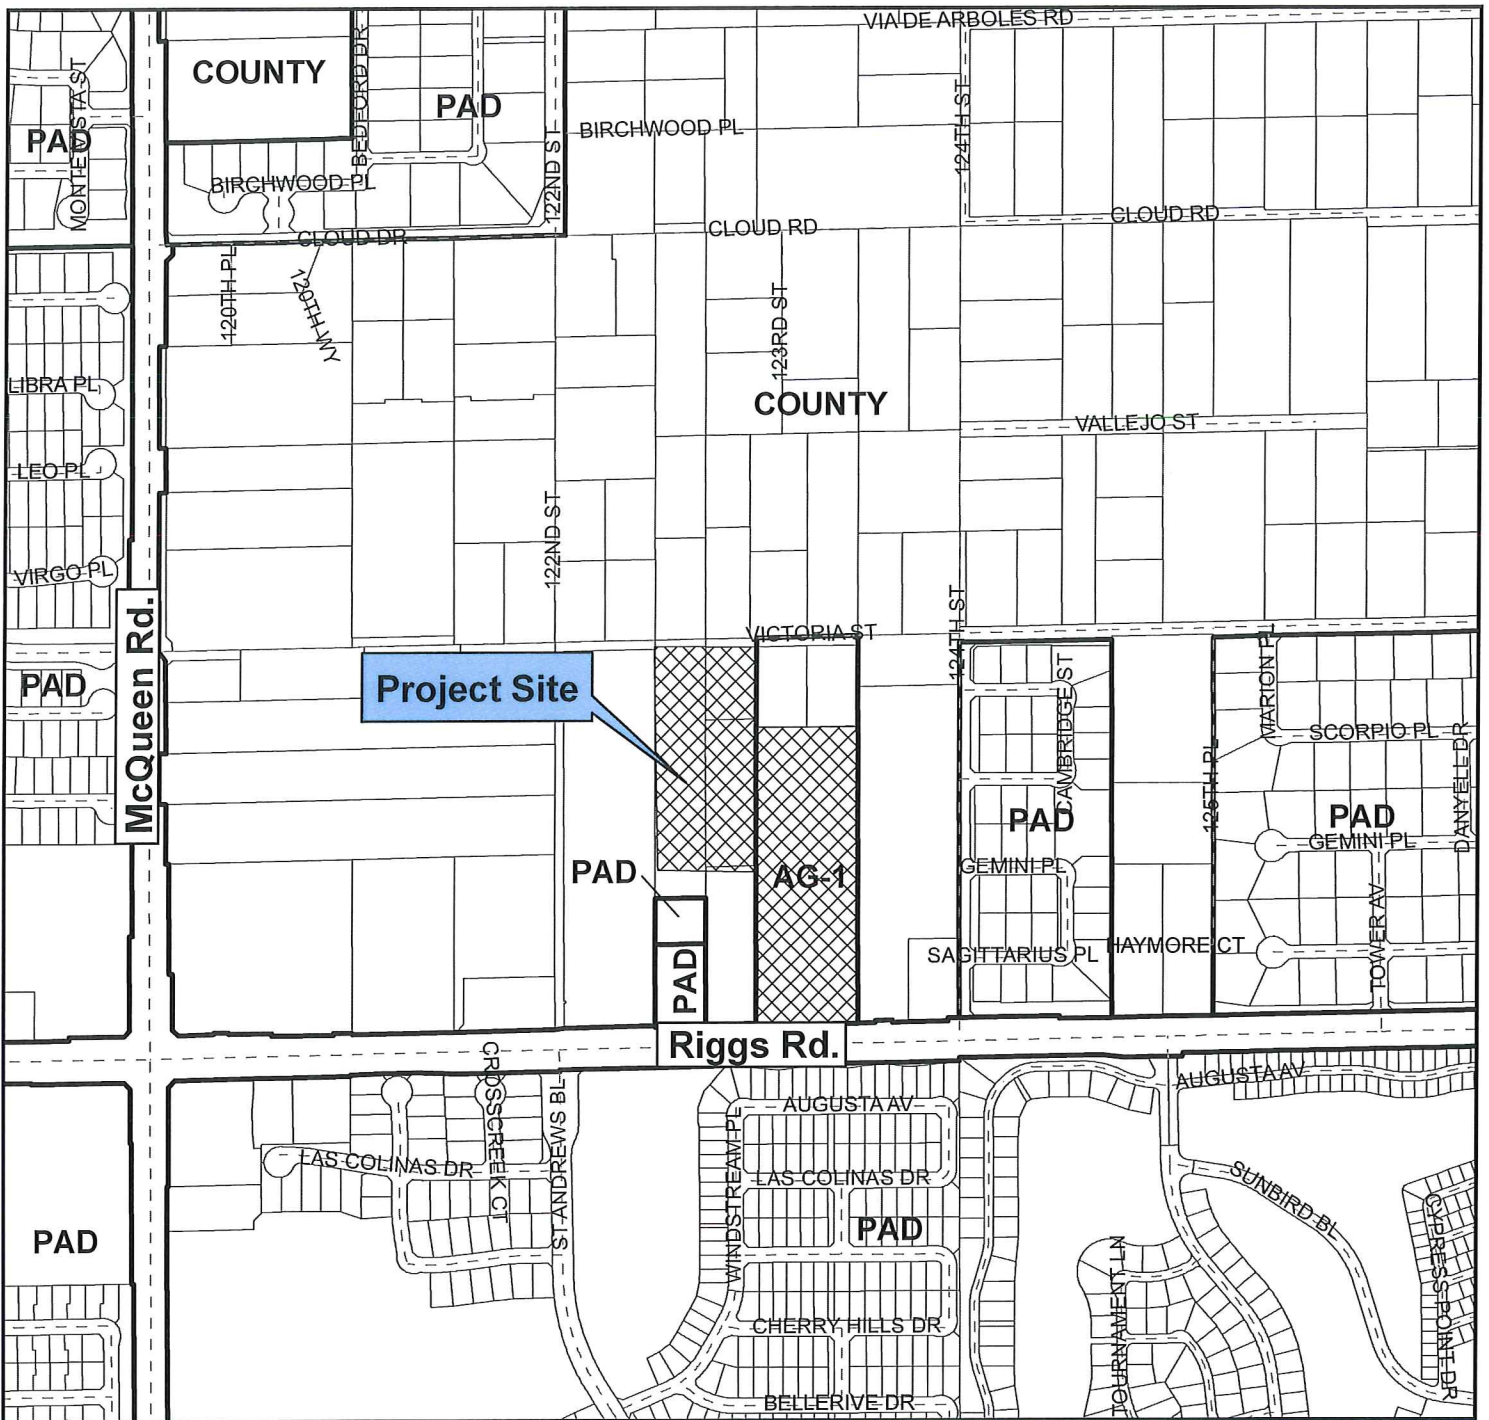 VIA DE ARBOLES RD
COUNTY
BEDFORD DR
PAD
MONTEVISTA ST
PAD
122ND ST
BIRCHWOOD PL
124TH ST
BIRCHWOOD PL
CLOUD RD
CLOUD RD
CLOUD DR
120TH PL
120TH WY
123RD ST
LIBRA PL
COUNTY
VALLEJO ST
LEO PL
122ND ST
VIRGO PL
McQueen Rd.
124TH ST
VICTORIA ST
MARION PL
PAD
Project Site
CAMBRIDGE ST
SCORPIO PL
DANYELL DR
125TH PL
PAD
PAD
GEMINI PL
PAD
AG-1
GEMINI PL
TOWER AV
SAGITTARIUS PL
HAYMORE CT
PAD
Riggs Rd.
CROSSCREEK CT
ST ANDREWS BL
AUGUSTA AV
AUGUSTA AV
WINDSTREAM PL
LAS COLINAS DR
LAS COLINAS DR
SUNBIRD BL
CYPRESS POINT DR
PAD
PAD
TOURNAMENT LN
CHERRY HILLS DR
BELLERIVE DR